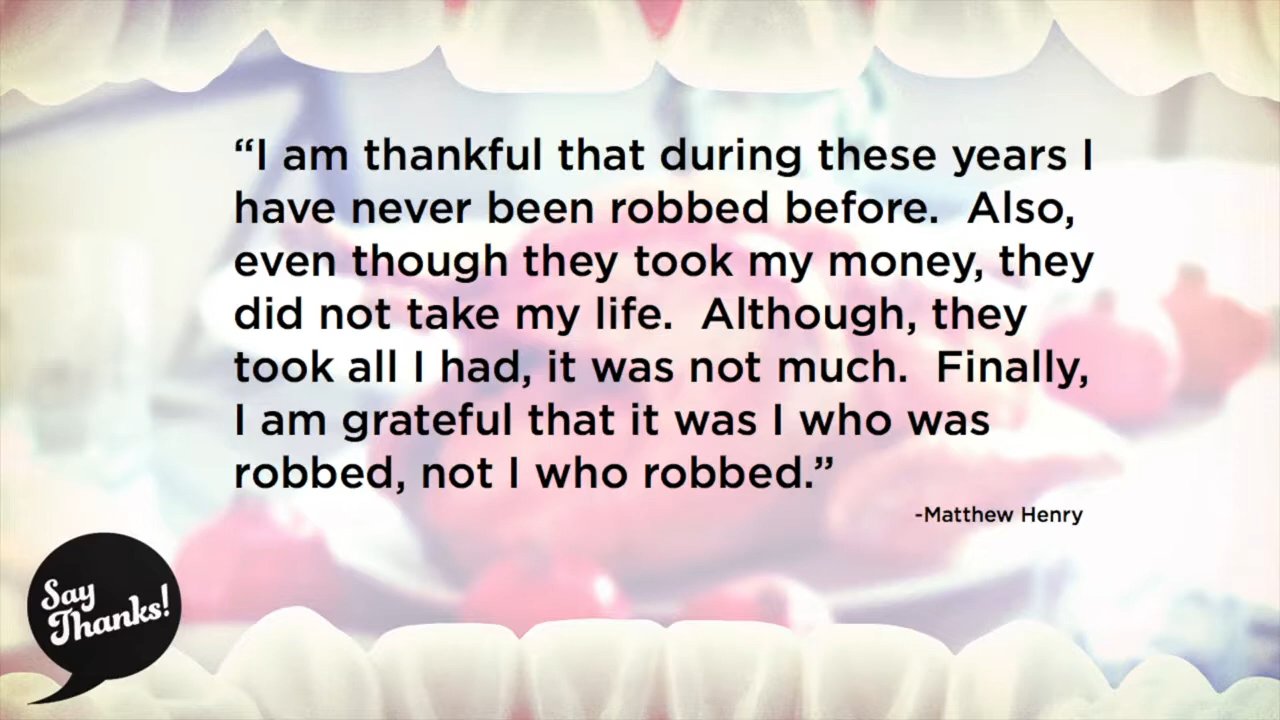 “I am thankful that during these years I
have never been robbed before.  Also,
even though they took my money, they
did not take my life.  Although, they
took all I had, it was not much.  Finally,
I am grateful that it was I who was
robbed, not I who robbed.”
-Matthew Henry
Say
Thanks!